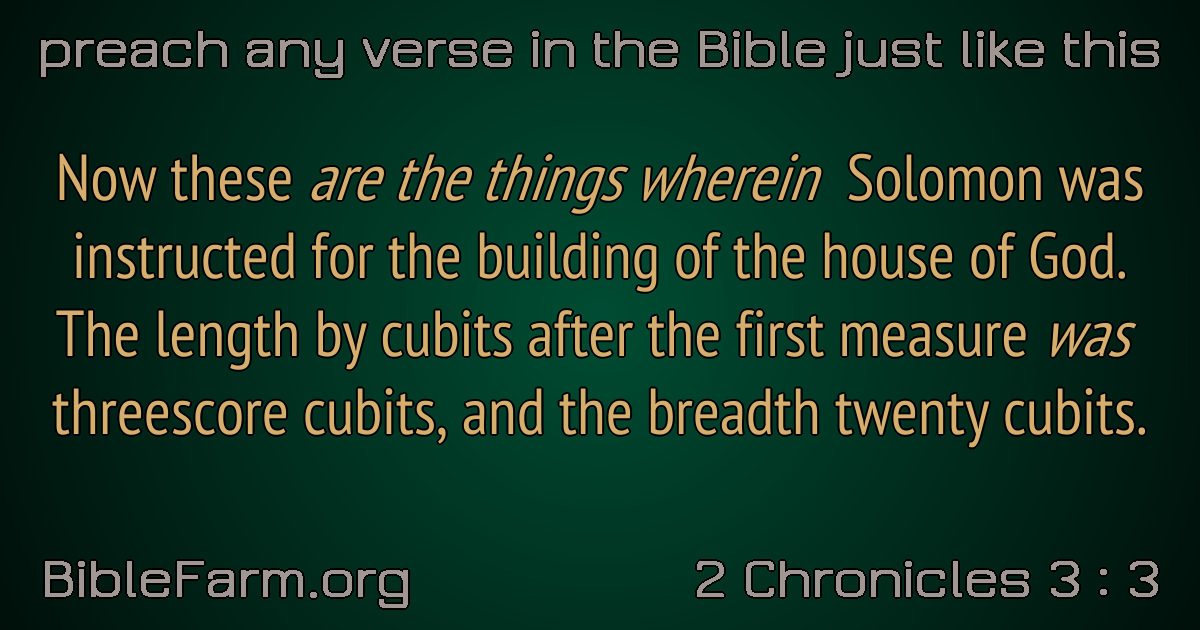 preach any verse in the Bible just like this
Now these are the things wherein Solomon was
instructed for the building of the house of God.
The length by cubits after the first measure was
threescore cubits, and the breadth twenty cubits.
BibleFarm.org
2 Chronicles 3 : 3